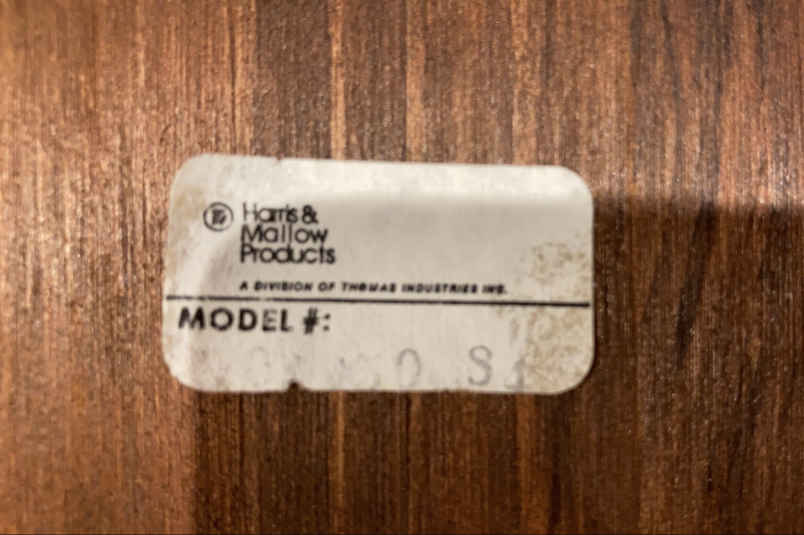 Harris &
Mallow
Products
A DIVISION OF THOMAS INDUSTRIES INC.
MODEL #: